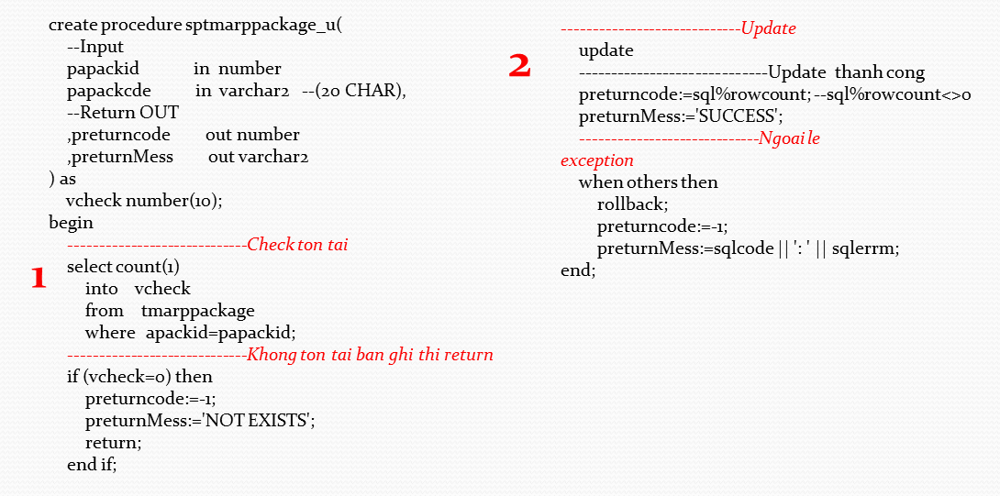 create procedure sptmarppackage_u(
--Input
papackid in number
papackcde in varchar2 --(20 CHAR),
--Return OUT
,preturncode out number
,preturnMess out varchar2
) as
vcheck number(10);
begin
----------------------------Check ton tai
1
select count(1)
into vcheck
from tmarppackage
where apackid=papackid;
----------------------------Khong ton tai ban ghi thi return
if (vcheck=0) then
preturncode:=-1;
preturnMess:='NOT EXISTS';
return;
end if;
----------------------------Update
2
update
-----------------------------Update thanh cong
preturncode:=sql%rowcount; --sql%rowcount<>0
preturnMess:='SUCCESS';
----------------------------Ngoai le
exception
when others then
rollback;
preturncode:=-1;
preturnMess:=sqlcode || ': ' || sqlerrm;
end;